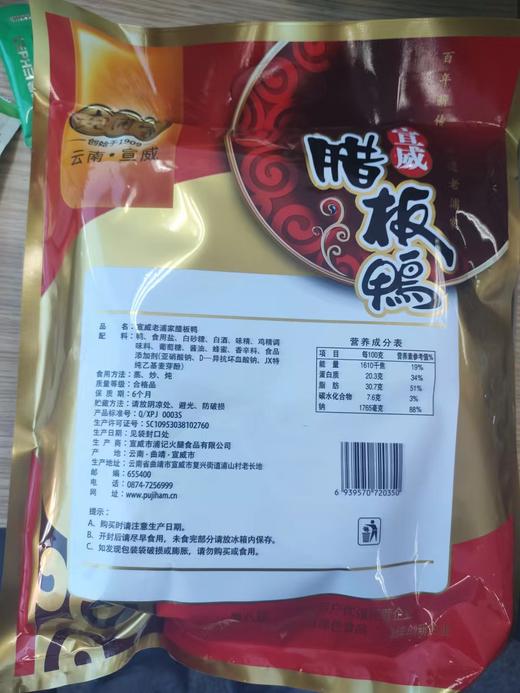 创始于1909
云南·宣威
百年
宣威
腊板鸭
品 名:宣威老浦家腊板鸭
配 料:鸭、食用盐、白砂糖、白酒、味精、鸡精调
味料、葡萄糖、酱油、蜂蜜、香辛料、食品
添加剂(亚硝酸钠、D一异抗坏血酸钠、JX特
纯乙基麦芽酚)
食用方法:蒸、炒、炖
质量等级:合格品
保 质 期:6个月
贮藏方法:请放阴凉处、避光、防破损
产品标准号:Q/XPJ 0003S
生产许可证号:SC10953038102760
生产日期:见袋封口处
生 产 商:宣威市浦记火腿食品有限公司
产 地:云南·曲靖·宣威市
生产地址:云南省曲靖市宣威市复兴街道浦山村老长地
邮 编:655400
电 话:0874-7256999
网 址:www.pujiham.cn
提示:
A、购买时请注意生产日期。
B、开封后请尽早食用,未食完部分请放冰箱内保存。
C、如发现包装袋破损或膨胀,请勿购买或食用。
营养成分表
项目 每100克 营养素参考值%
能 量 1610千焦 19%
蛋白质 20.3克 34%
脂 肪 30.7克 51%
碳水化合物 7.6克 3%
钠 1765毫克 88%
6 939570 720350